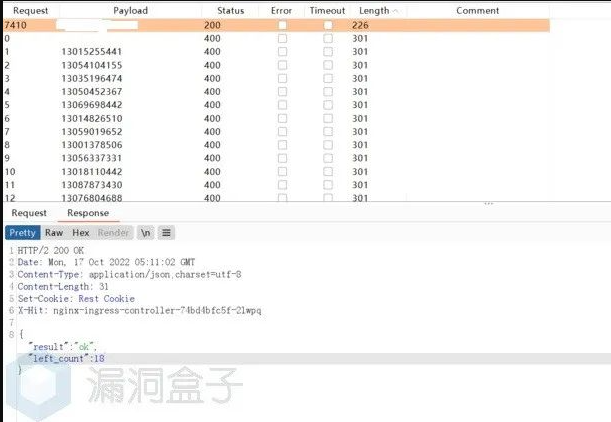 Request Payload Status Error Timeout Length Comment
7410 200 226
0 400 301
1 13015255441 400 301
2 13054104155 400 301
3 13035196474 400 301
4 13050452367 400 301
5 13069698442 400 301
6 13014826510 400 301
7 13059019652 400 301
8 13001378506 400 301
9 13056337331 400 301
10 13018110442 400 301
11 13087873430 400 301
12 13076804688 400 301
Request Response
Pretty Raw Hex Render \n
1 HTTP/2 200 OK
2 Date: Mon, 17 Oct 2022 05:11:02 GMT
3 Content-Type: application/json,charset=utf-8
4 Content-Length: 31
5 Set-Cookie: Rest Cookie
6 X-Hit: nginx-ingress-controller-74bd4bfc5f-2lwpq
7
8 {
"result":"ok",
"left_count":18
}
漏洞盒子